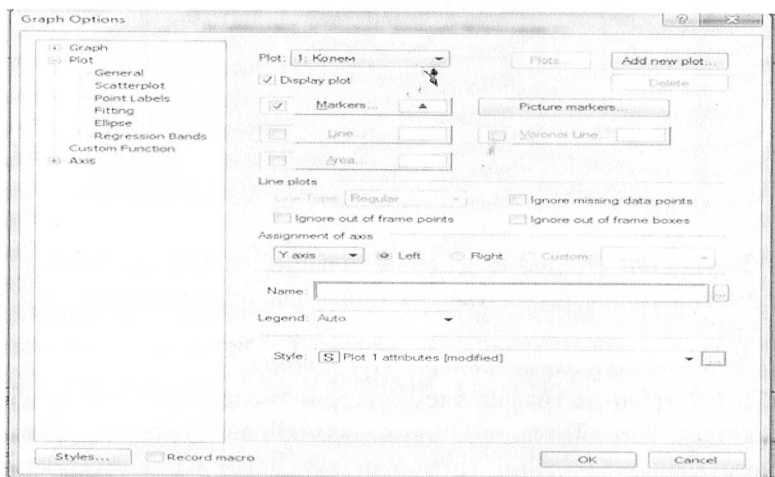 Graph Options
Graph
Plot
General
Scatterplot
Point Labels
Fitting
Ellipse
Regression Bands
Custom Function
Axis
Plot: 1: Колем
Plots...
Add new plot...
Display plot
Delete
Markers...
Picture markers...
Line...
Voronoi Line...
Area...
Line plots
Line Type: Regular
Ignore missing data points
Ignore out of frame points
Ignore out of frame boxes
Assignment of axis
Y axis
Left
Right
Custom:
Name:
Legend: Auto
Style: S Plot 1 attributes [modified]
Styles...
Record macro
OK
Cancel